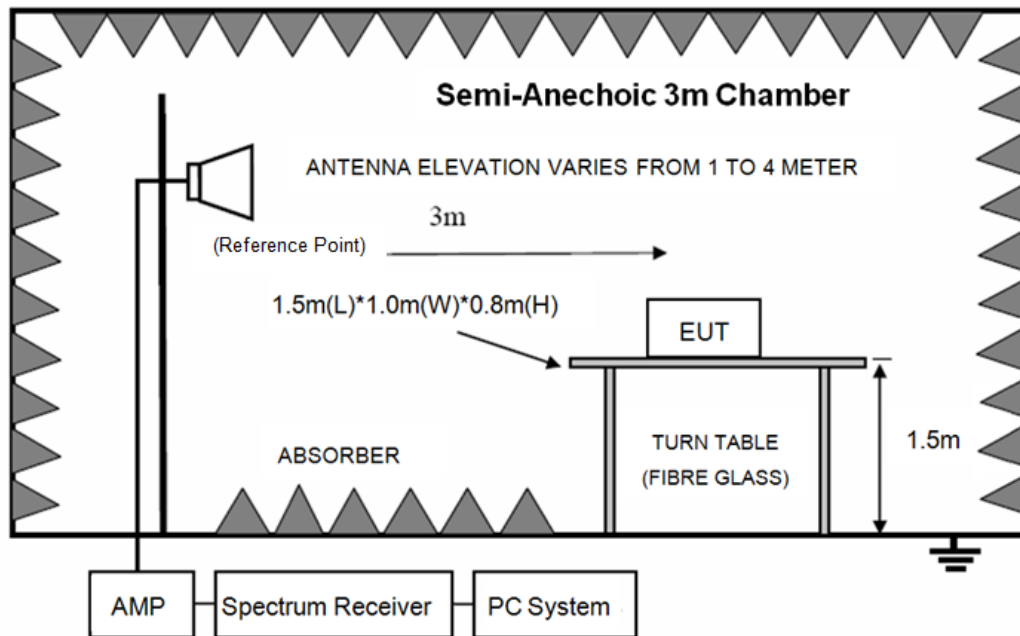 Semi-Anechoic 3m Chamber
ANTENNA ELEVATION VARIES FROM 1 TO 4 METER
3m
(Reference Point)
1.5m(L)*1.0m(W)*0.8m(H)
EUT
1.5m
TURN TABLE
(FIBRE GLASS)
ABSORBER
AMP
Spectrum Receiver
PC System